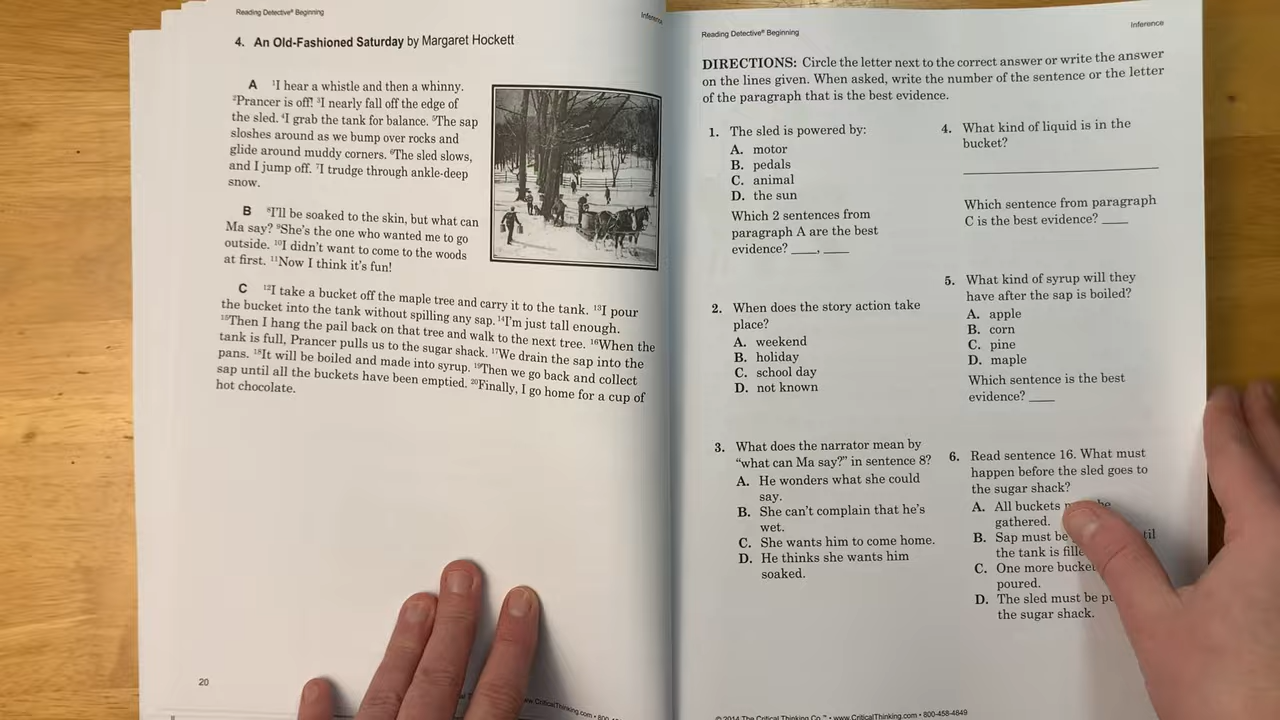 Reading Detective® Beginning
Inference
4. An Old-Fashioned Saturday by Margaret Hockett
A ¹I hear a whistle and then a whinny.
²Prancer is off! ³I nearly fall off the edge of
the sled. ⁴I grab the tank for balance. ⁵The sap
sloshes around as we bump over rocks and
glide around muddy corners. ⁶The sled slows,
and I jump off. ⁷I trudge through ankle-deep
snow.
B ⁸I'll be soaked to the skin, but what can
Ma say? ⁹She's the one who wanted me to go
outside. ¹⁰I didn't want to come to the woods
at first. ¹¹Now I think it's fun!
C ¹²I take a bucket off the maple tree and carry it to the tank. ¹³I pour
the bucket into the tank without spilling any sap. ¹⁴I'm just tall enough.
¹⁵Then I hang the pail back on that tree and walk to the next tree. ¹⁶When the
tank is full, Prancer pulls us to the sugar shack. ¹⁷We drain the sap into the
pans. ¹⁸It will be boiled and made into syrup. ¹⁹Then we go back and collect
sap until all the buckets have been emptied. ²⁰Finally, I go home for a cup of
hot chocolate.
20
www.CriticalThinking.com • 800
Reading Detective® Beginning
Inference
DIRECTIONS: Circle the letter next to the correct answer or write the answer
on the lines given. When asked, write the number of the sentence or the letter
of the paragraph that is the best evidence.
1. The sled is powered by:
A. motor
B. pedals
C. animal
D. the sun
Which 2 sentences from
paragraph A are the best
evidence? ____, ____
2. When does the story action take
place?
A. weekend
B. holiday
C. school day
D. not known
3. What does the narrator mean by
"what can Ma say?" in sentence 8?
A. He wonders what she could
say.
B. She can't complain that he's
wet.
C. She wants him to come home.
D. He thinks she wants him
soaked.
4. What kind of liquid is in the
bucket?
Which sentence from paragraph
C is the best evidence? ____
5. What kind of syrup will they
have after the sap is boiled?
A. apple
B. corn
C. pine
D. maple
Which sentence is the best
evidence? ____
6. Read sentence 16. What must
happen before the sled goes to
the sugar shack?
A. All buckets
gathered.
B. Sap must be
the tank is
C. One more
poured.
D. The sled must be
the sugar shack.
© 2014 The Critical Thinking Co.™ • www.CriticalThinking.com • 800-458-4849